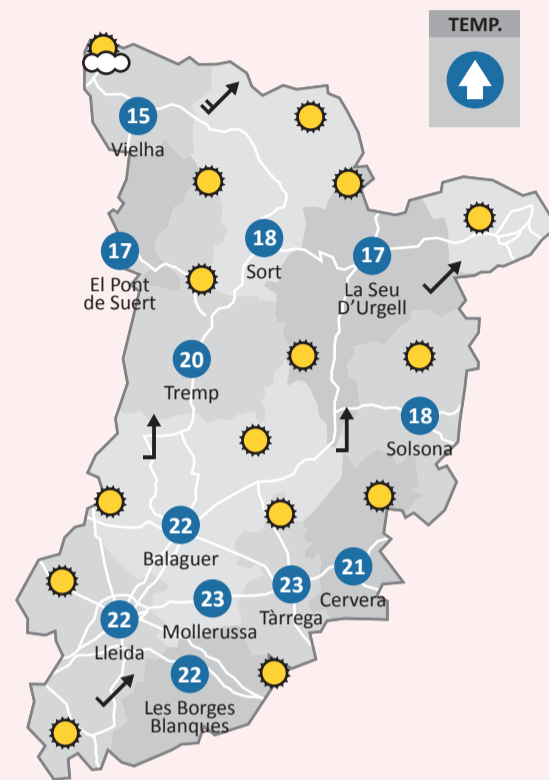 TEMP.
15
Vielha
17
El Pont
de Suert
18
Sort
17
La Seu
D'Urgell
20
Tremp
18
Solsona
22
Balaguer
21
Cervera
23
Tàrrega
23
Mollerussa
22
Lleida
22
Les Borges
Blanques